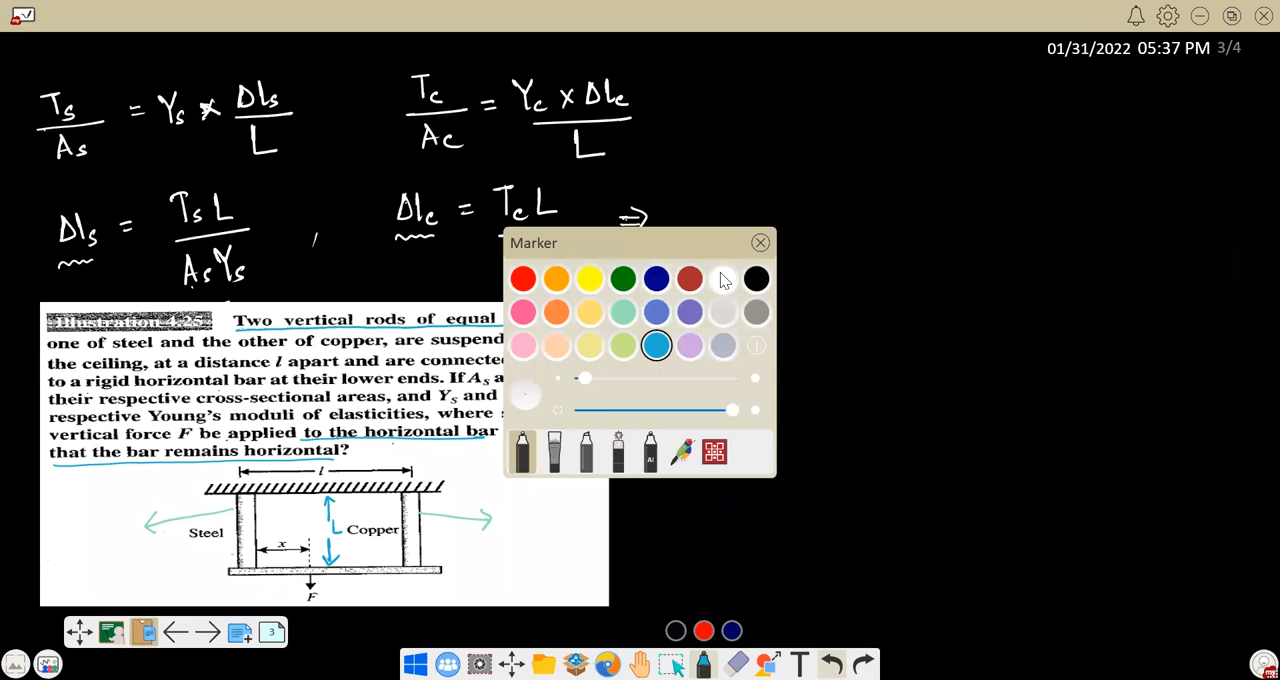 01/31/2022 05:37 PM 3/4
Ts/As = Ys × Δls/L
Tc/Ac = Yc × Δlc/L
Δls = TsL/AsYs , Δlc = TcL ⇒
Marker
AI
Illustration 4.25 Two vertical rods of equal
one of steel and the other of copper, are suspend
the ceiling, at a distance l apart and are connecte
to a rigid horizontal bar at their lower ends. If As a
their respective cross-sectional areas, and Ys and
respective Young's moduli of elasticities, where
vertical force F be applied to the horizontal bar
that the bar remains horizontal?
l
Steel
L
Copper
x
F
3
T